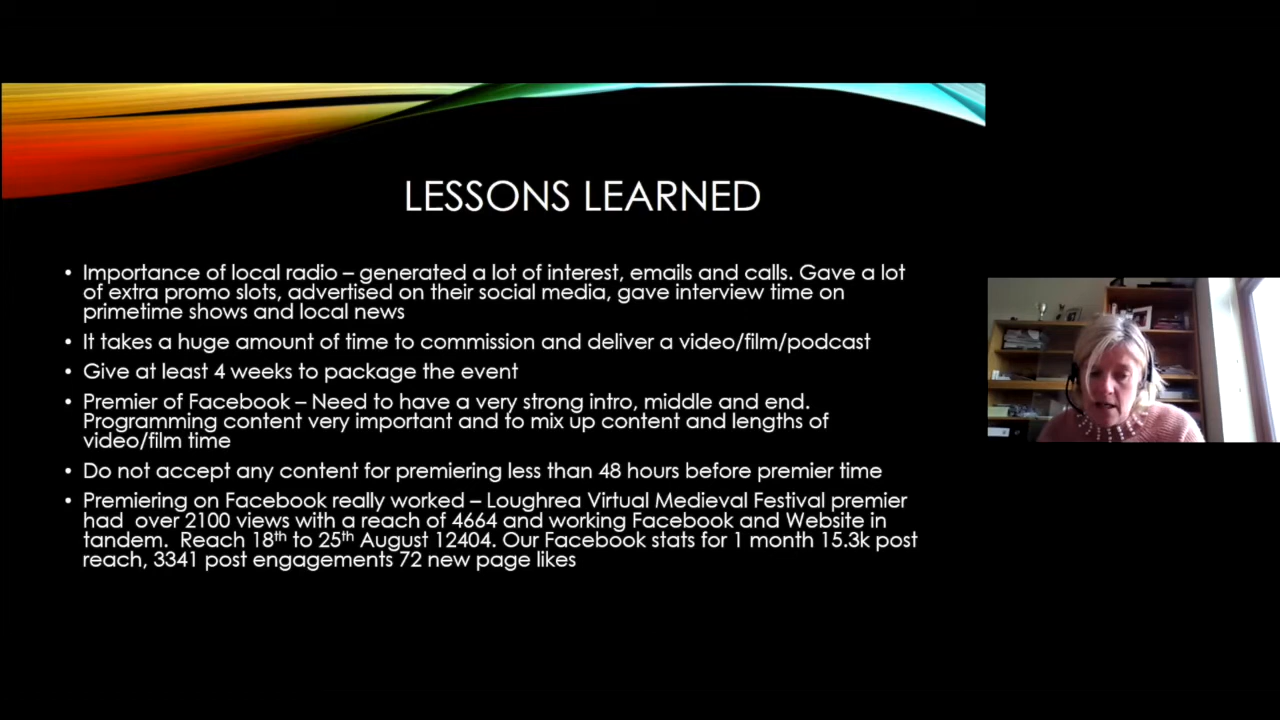 LESSONS LEARNED
• Importance of local radio – generated a lot of interest, emails and calls. Gave a lot
of extra promo slots, advertised on their social media, gave interview time on
primetime shows and local news
• It takes a huge amount of time to commission and deliver a video/film/podcast
• Give at least 4 weeks to package the event
• Premier of Facebook – Need to have a very strong intro, middle and end.
Programming content very important and to mix up content and lengths of
video/film time
• Do not accept any content for premiering less than 48 hours before premier time
• Premiering on Facebook really worked – Loughrea Virtual Medieval Festival premier
had  over 2100 views with a reach of 4664 and working Facebook and Website in
tandem.  Reach 18th to 25th August 12404. Our Facebook stats for 1 month 15.3k post
reach, 3341 post engagements 72 new page likes